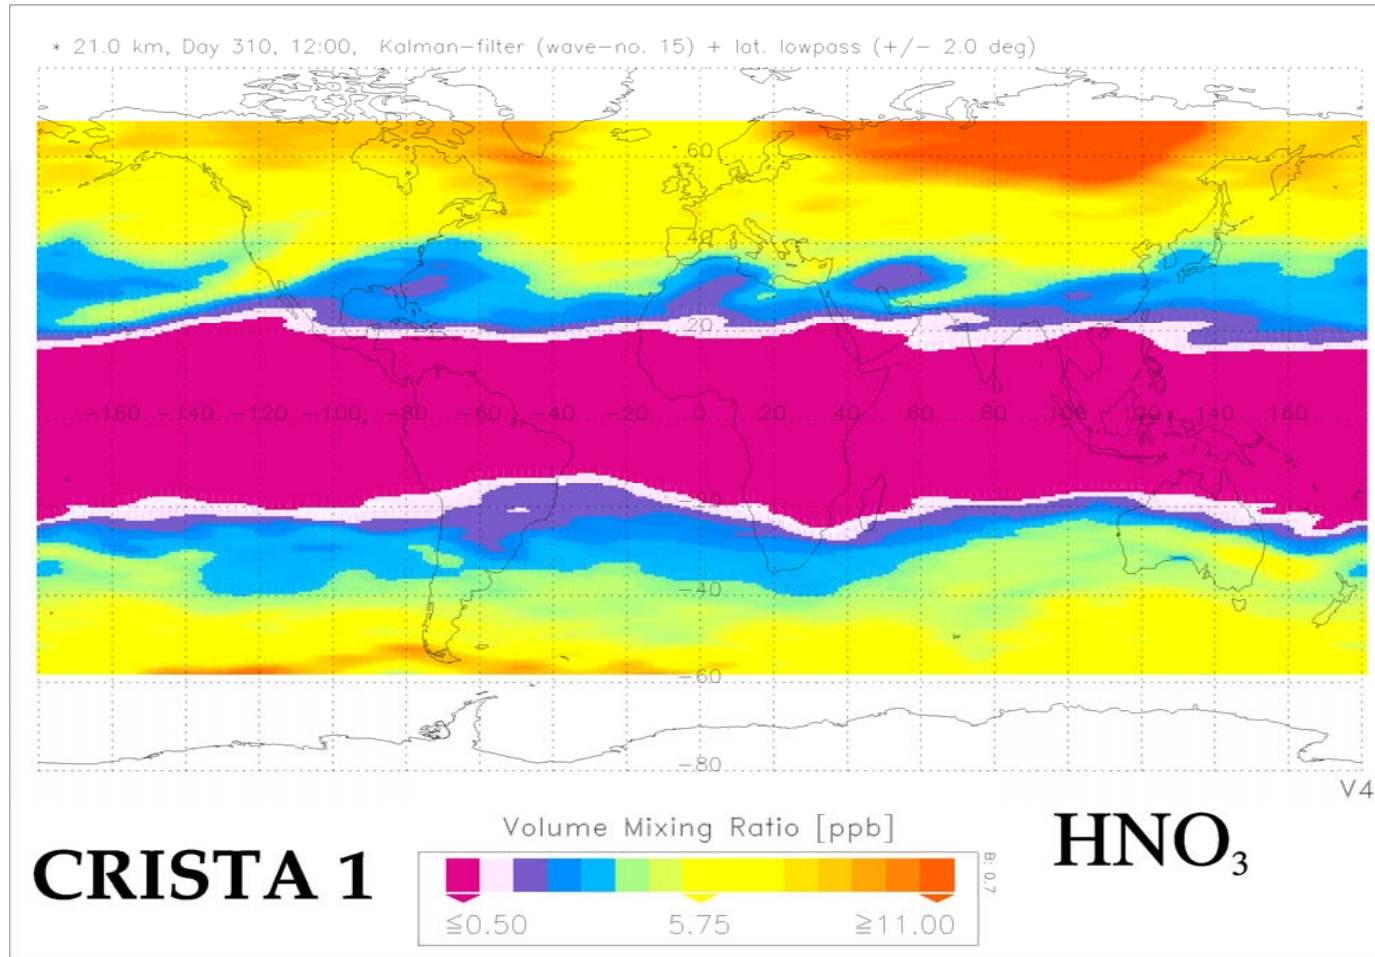 * 21.0 km, Day 310, 12:00, Kalman-filter (wave-no. 15) + lat. lowpass (+/- 2.0 deg)
60
40
20
-160 -140 -120 -100 -80 -60 -40 -20 0 20 40 60 80 100 120 140 160
-20
-40
-60
-80
V4
Volume Mixing Ratio [ppb]
HNO₃
CRISTA 1
B: 0.7
≦0.50 5.75 ≧11.00